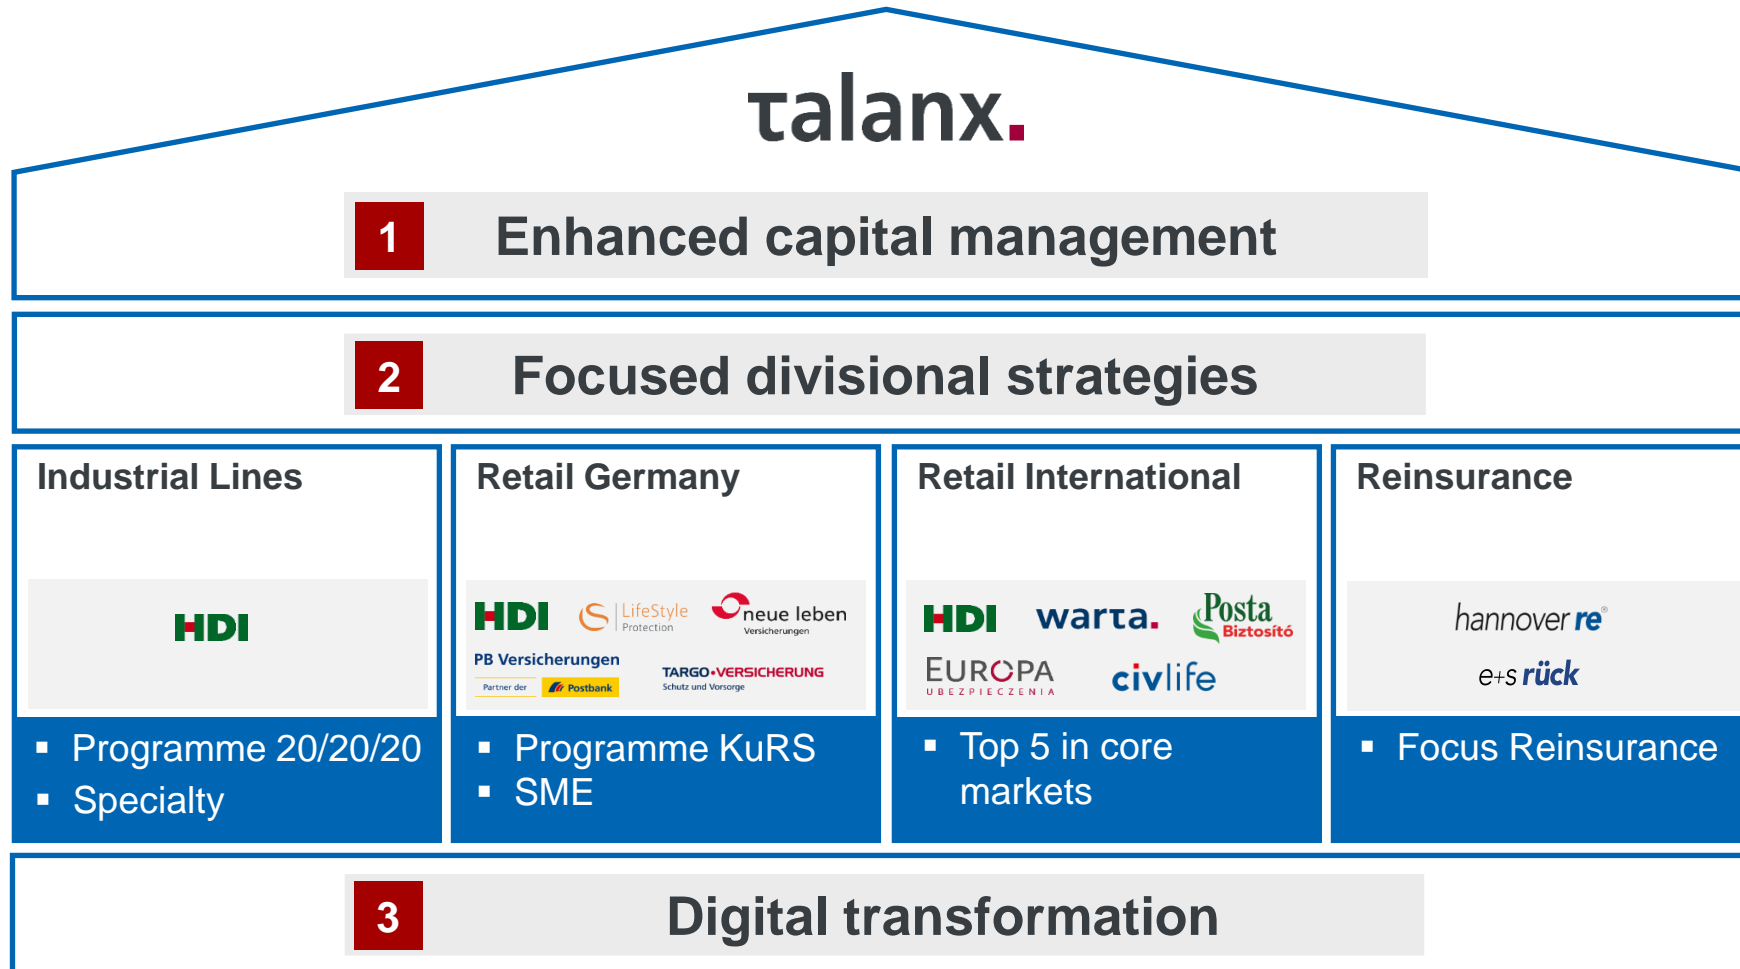 τalanx.
1 Enhanced capital management
2 Focused divisional strategies
Industrial Lines
HDI
▪ Programme 20/20/20
▪ Specialty
Retail Germany
HDI
S LifeStyle
Protection
neue leben
Versicherungen
PB Versicherungen
Partner der Postbank
TARGO•VERSICHERUNG
Schutz und Vorsorge
▪ Programme KuRS
▪ SME
Retail International
HDI
warta.
Posta
Biztosító
EUROPA
UBEZPIECZENIA
civlife
▪ Top 5 in core
markets
Reinsurance
hannover re®
e+s rück
▪ Focus Reinsurance
3 Digital transformation